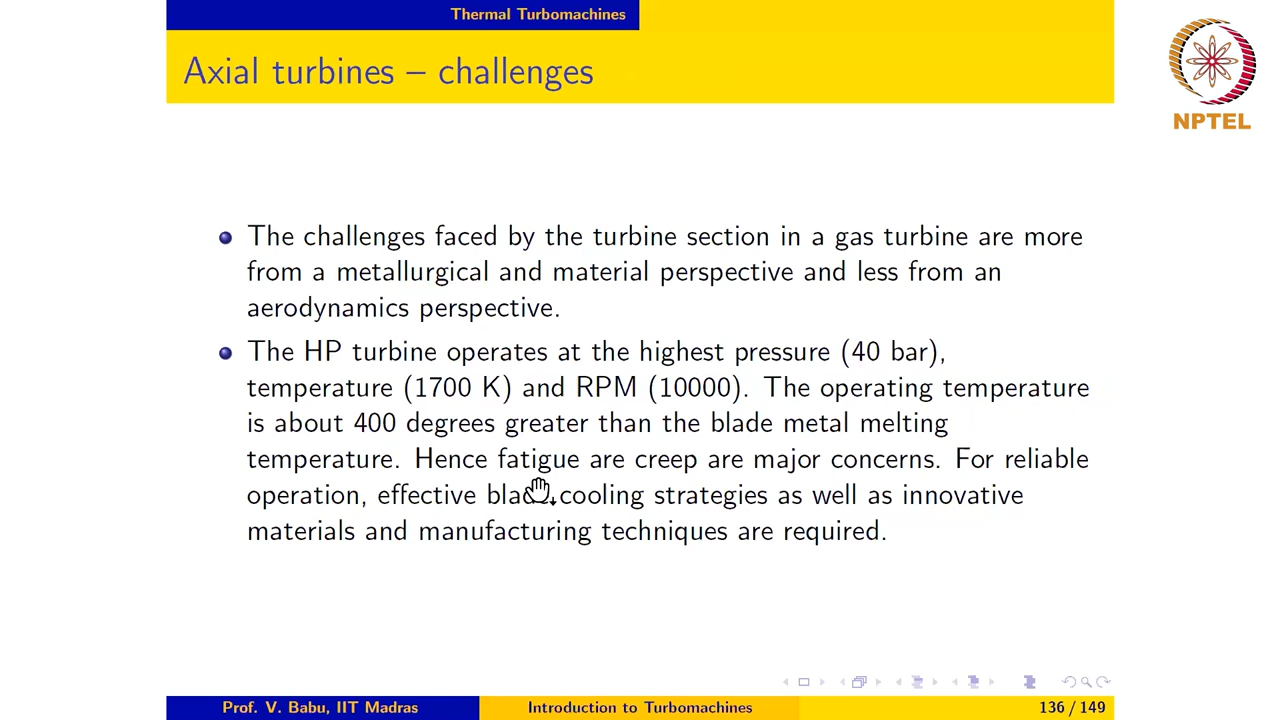 Thermal Turbomachines
Axial turbines – challenges
NPTEL
The challenges faced by the turbine section in a gas turbine are more
from a metallurgical and material perspective and less from an
aerodynamics perspective.
The HP turbine operates at the highest pressure (40 bar),
temperature (1700 K) and RPM (10000). The operating temperature
is about 400 degrees greater than the blade metal melting
temperature. Hence fatigue are creep are major concerns. For reliable
operation, effective blade cooling strategies as well as innovative
materials and manufacturing techniques are required.
Prof. V. Babu, IIT Madras
Introduction to Turbomachines
136 / 149